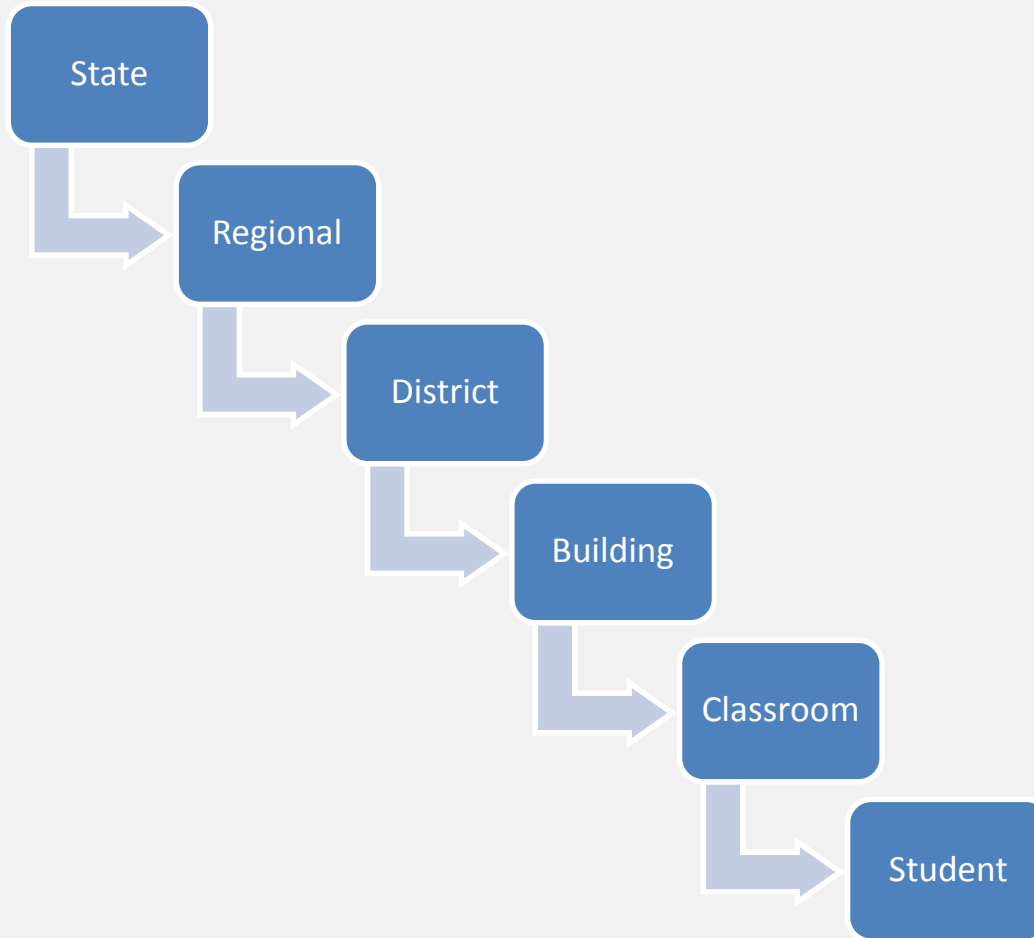 State
Regional
District
Building
Classroom
Student